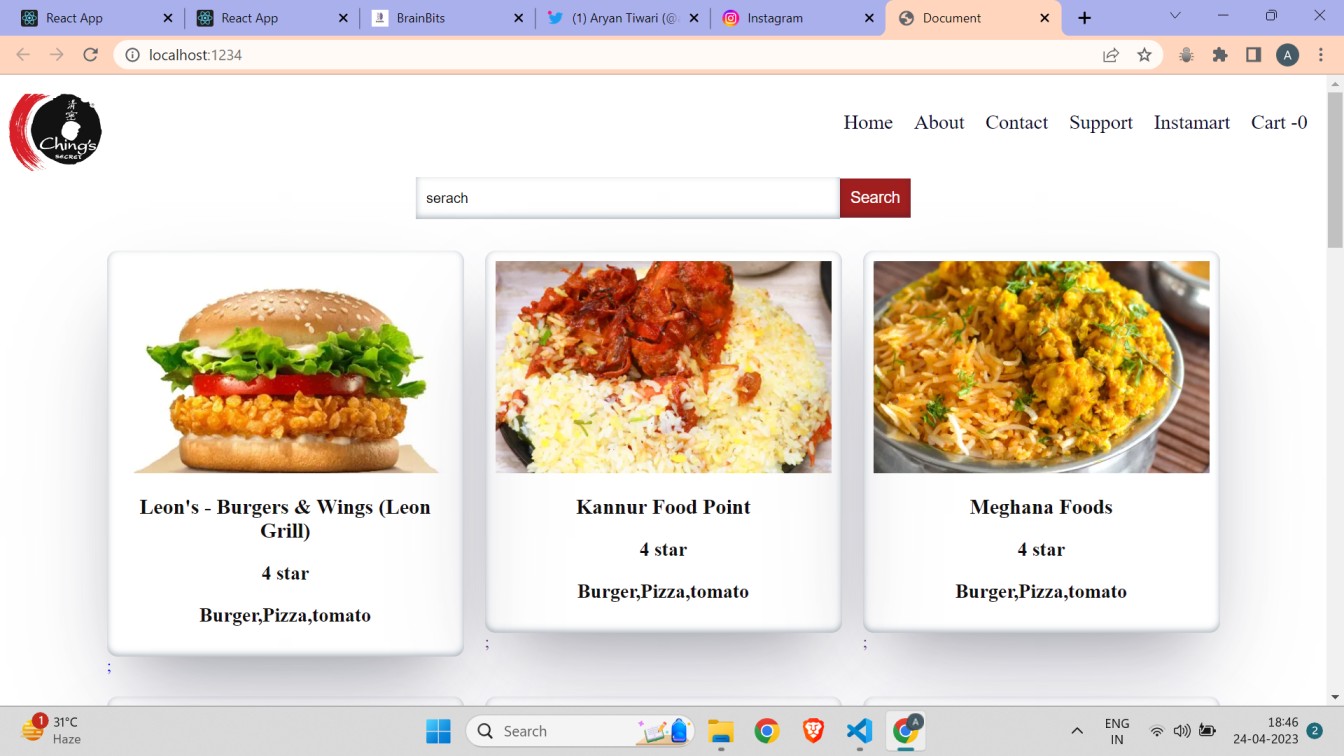 React App
React App
BrainBits
(1) Aryan Tiwari (@
Instagram
Document
localhost:1234
A
清
密
Ching's
SECRET
Home About Contact Support Instamart Cart -0
serach
Search
Leon's - Burgers & Wings (Leon
Grill)
4 star
Burger,Pizza,tomato
;
Kannur Food Point
4 star
Burger,Pizza,tomato
;
Meghana Foods
4 star
Burger,Pizza,tomato
;
1
31°C
Haze
Search
A
ENG
IN
18:46
24-04-2023
2